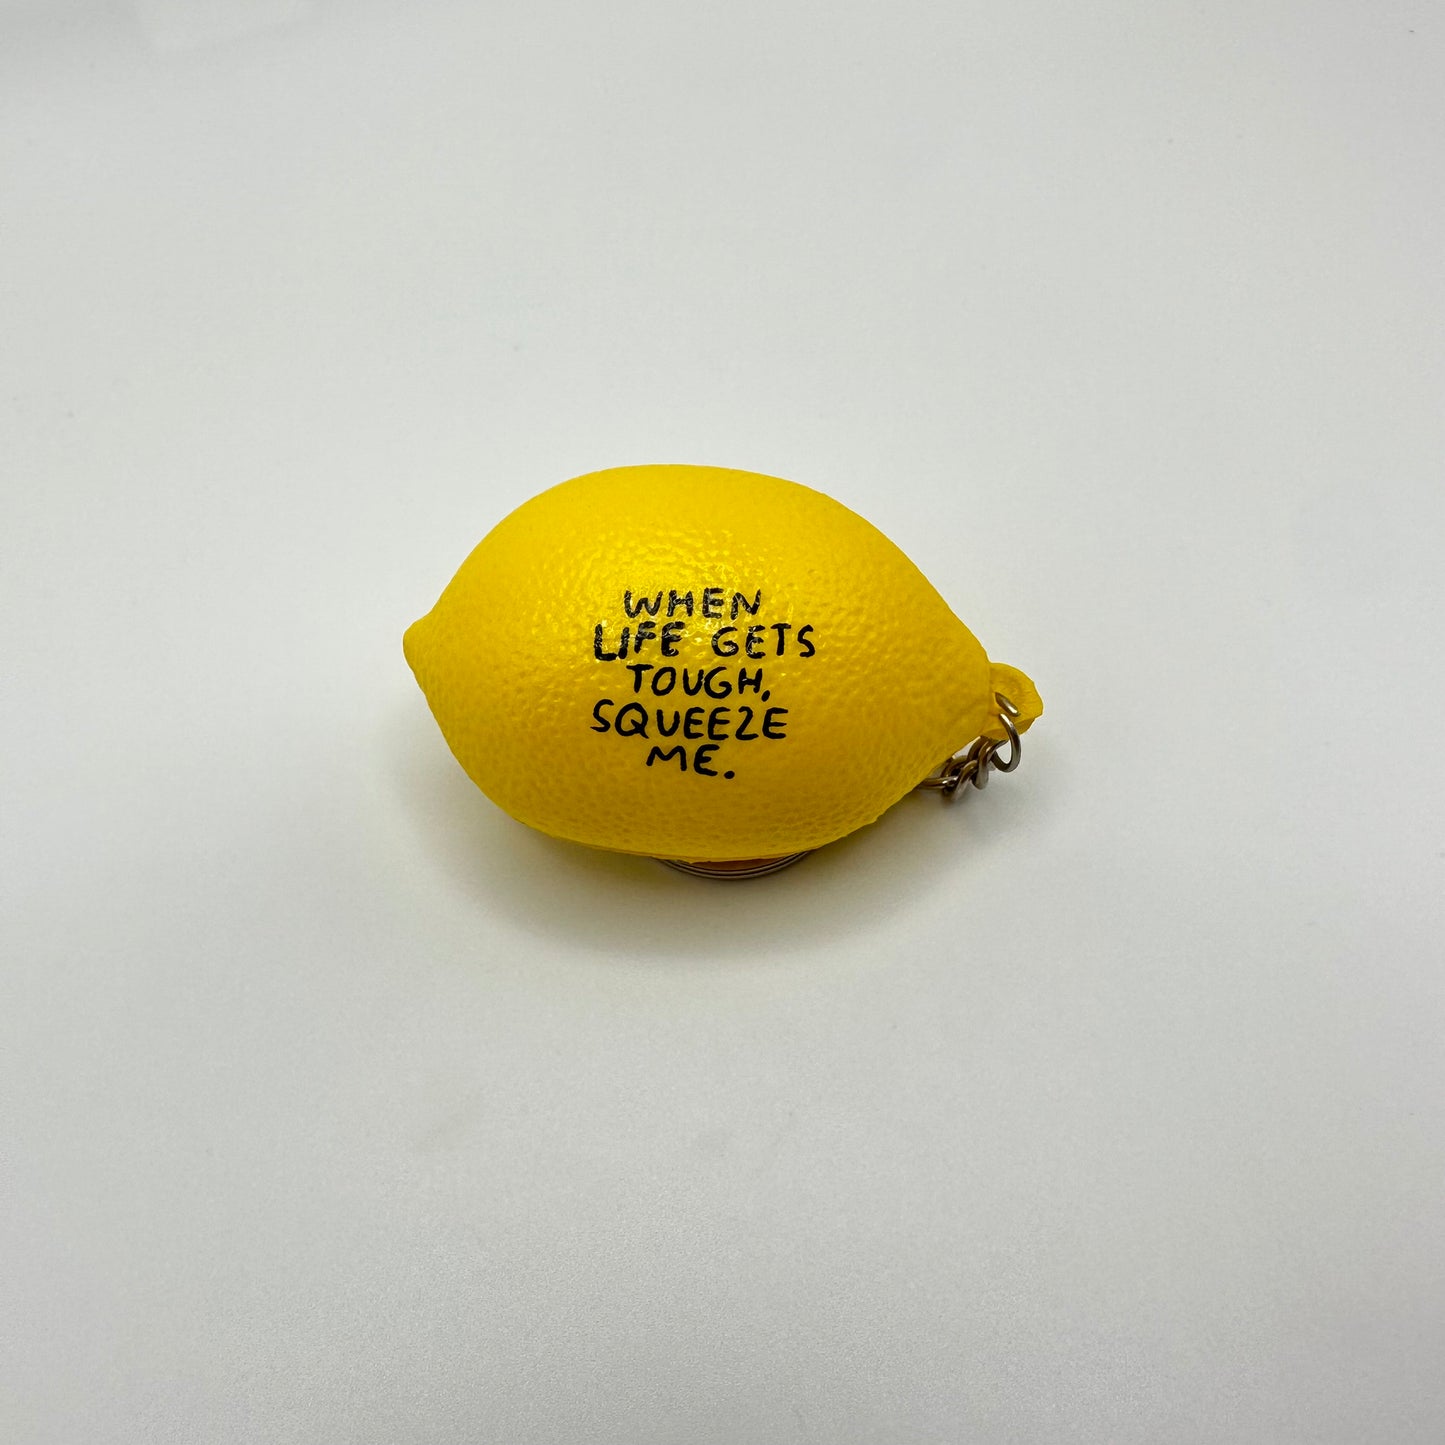 WHEN
LIFE GETS
TOUGH,
SQUEEZE
ME.